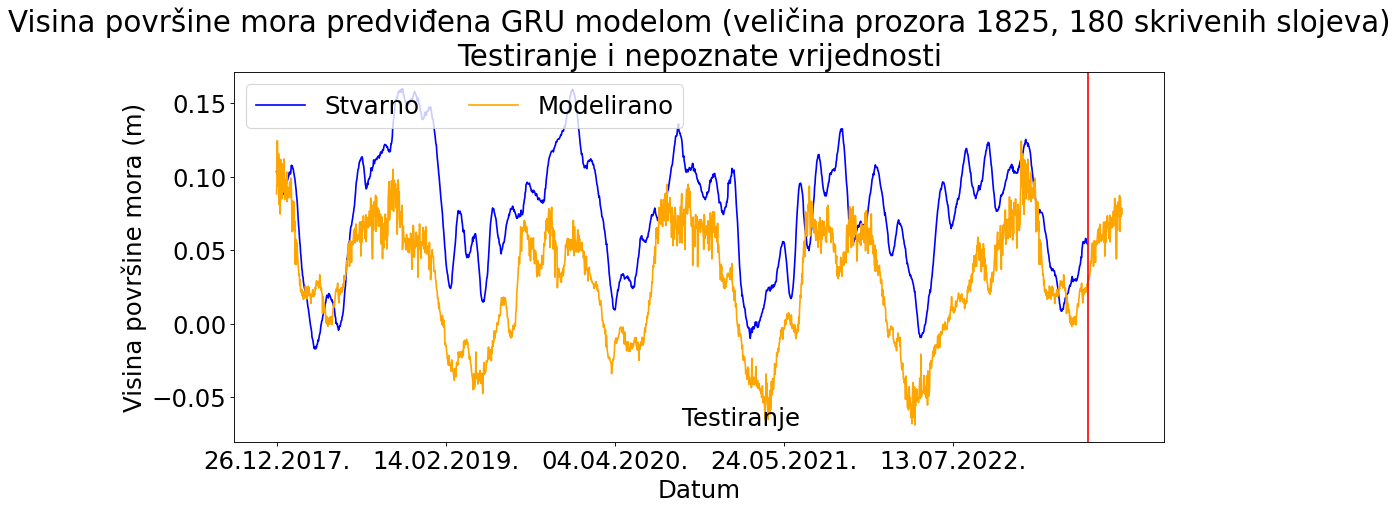 Visina površine mora predviđena GRU modelom (veličina prozora 1825, 180 skrivenih slojeva)
Testiranje i nepoznate vrijednosti
Stvarno Modelirano
Visina površine mora (m)
0.15
0.10
0.05
0.00
−0.05
Testiranje
26.12.2017. 14.02.2019. 04.04.2020. 24.05.2021. 13.07.2022.
Datum